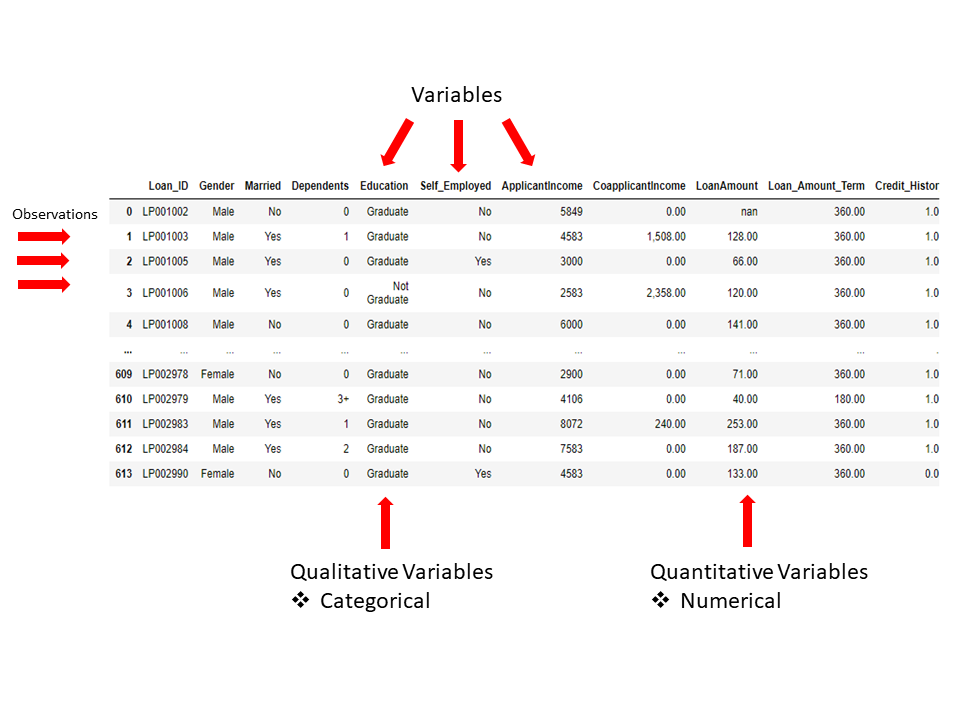 Variables
Loan_ID Gender Married Dependents Education Self_Employed ApplicantIncome CoapplicantIncome LoanAmount Loan_Amount_Term Credit_Histor
Observations
0 LP001002 Male No 0 Graduate No 5849 0.00 nan 360.00 1.0
1 LP001003 Male Yes 1 Graduate No 4583 1,508.00 128.00 360.00 1.0
2 LP001005 Male Yes 0 Graduate Yes 3000 0.00 66.00 360.00 1.0
3 LP001006 Male Yes 0 Not Graduate No 2583 2,358.00 120.00 360.00 1.0
4 LP001008 Male No 0 Graduate No 6000 0.00 141.00 360.00 1.0
... ... ... ... ... ... ... ... ... ... ... .
609 LP002978 Female No 0 Graduate No 2900 0.00 71.00 360.00 1.0
610 LP002979 Male Yes 3+ Graduate No 4106 0.00 40.00 180.00 1.0
611 LP002983 Male Yes 1 Graduate No 8072 240.00 253.00 360.00 1.0
612 LP002984 Male Yes 2 Graduate No 7583 0.00 187.00 360.00 1.0
613 LP002990 Female No 0 Graduate Yes 4583 0.00 133.00 360.00 0.0
Qualitative Variables
❖ Categorical
Quantitative Variables
❖ Numerical